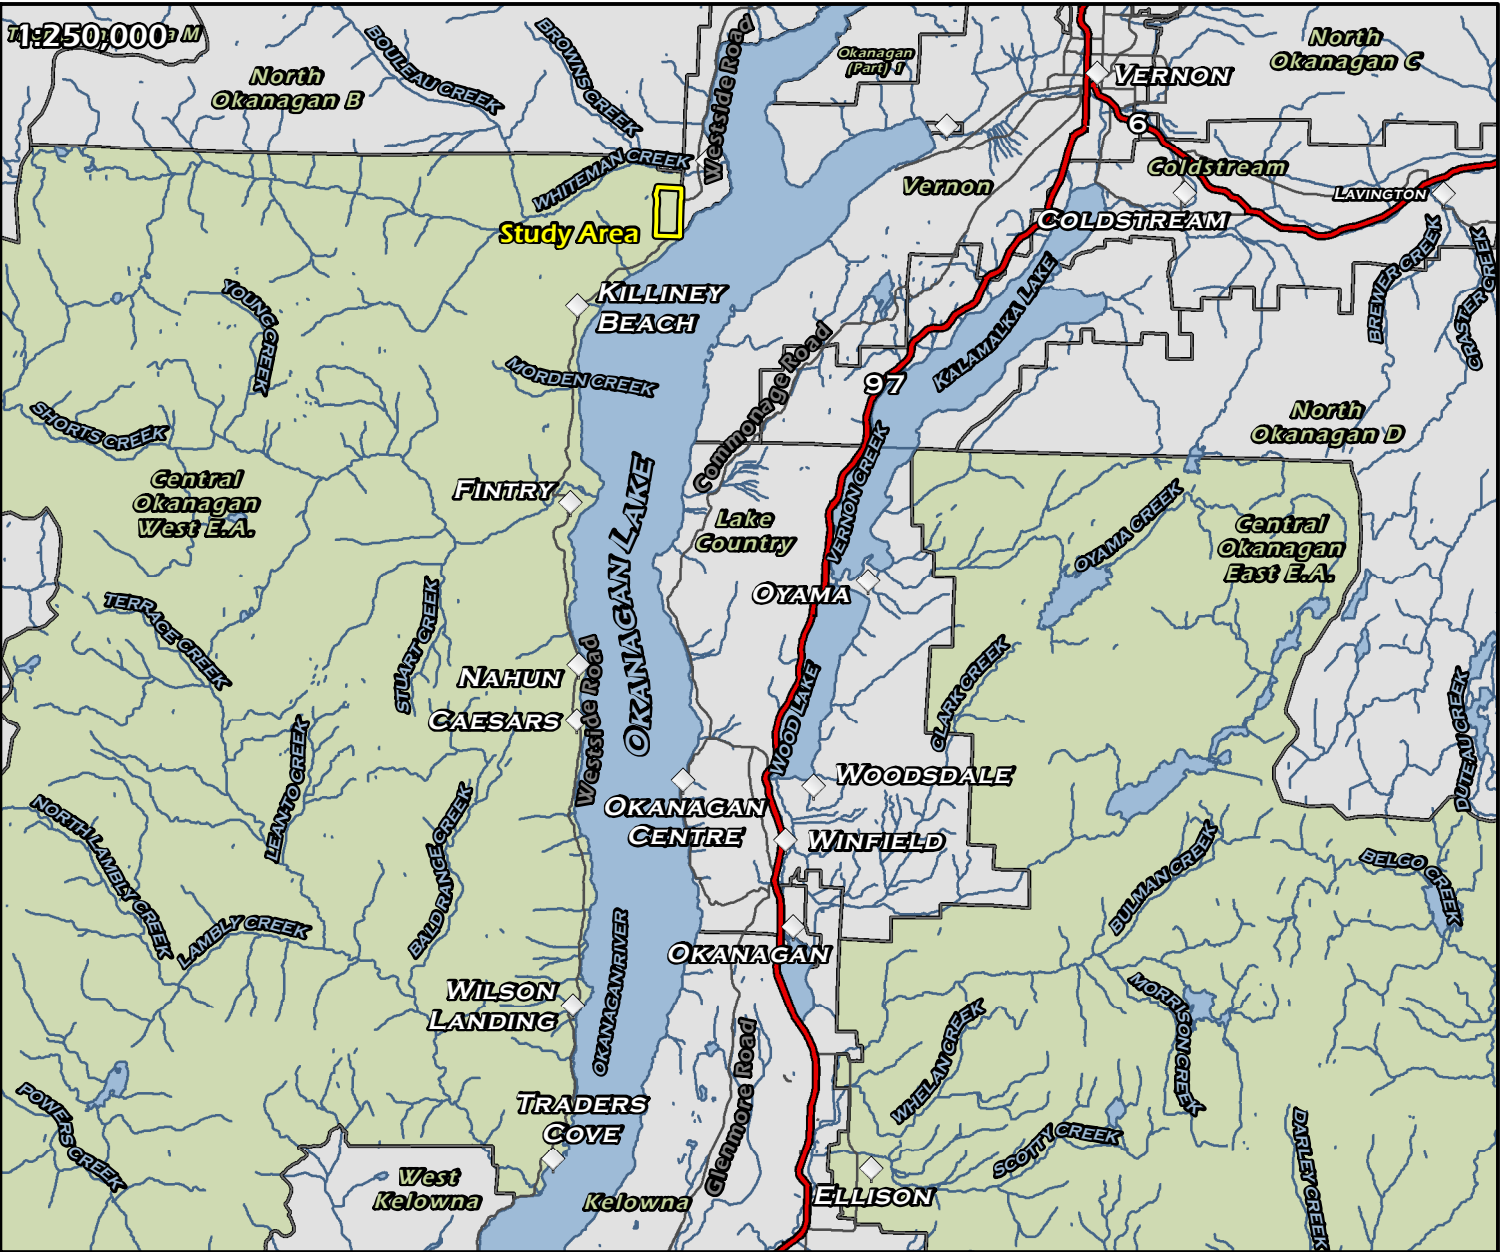 1:250,000
North
Okanagan B
BOULEAU CREEK
BROWNS CREEK
Westside Road
Okanagan
(Part) 1
North
Okanagan C
VERNON
6
WHITEMAN CREEK
Vernon
Coldstream
LAVINGTON
COLDSTREAM
Study Area
KILLINEY
BEACH
YOUNG CREEK
KALAMALKA LAKE
BREWER CREEK
CRASTER CREEK
MORDEN CREEK
Commonage Road
97
SHORTS CREEK
North
Okanagan D
Central
Okanagan
West E.A.
FINTRY
OKANAGAN LAKE
Lake
Country
VERNON CREEK
OYAMA CREEK
Central
Okanagan
East E.A.
OYAMA
TERRACE CREEK
STUART CREEK
NAHUN
CAESARS
Westside Road
WOOD LAKE
CLARK CREEK
DUTEAU CREEK
LEANTO CREEK
WOODSDALE
OKANAGAN
CENTRE
WINFIELD
NORTH LAMBLY CREEK
BALD RANGE CREEK
BULMAN CREEK
BELGO CREEK
LAMBLY CREEK
OKANAGAN
WILSON
LANDING
OKANAGAN RIVER
MORRISON CREEK
WHELAN CREEK
Glenmore Road
POWERS CREEK
TRADERS
COVE
SCOTTY CREEK
DARLEY CREEK
West
Kelowna
Kelowna
ELLISON